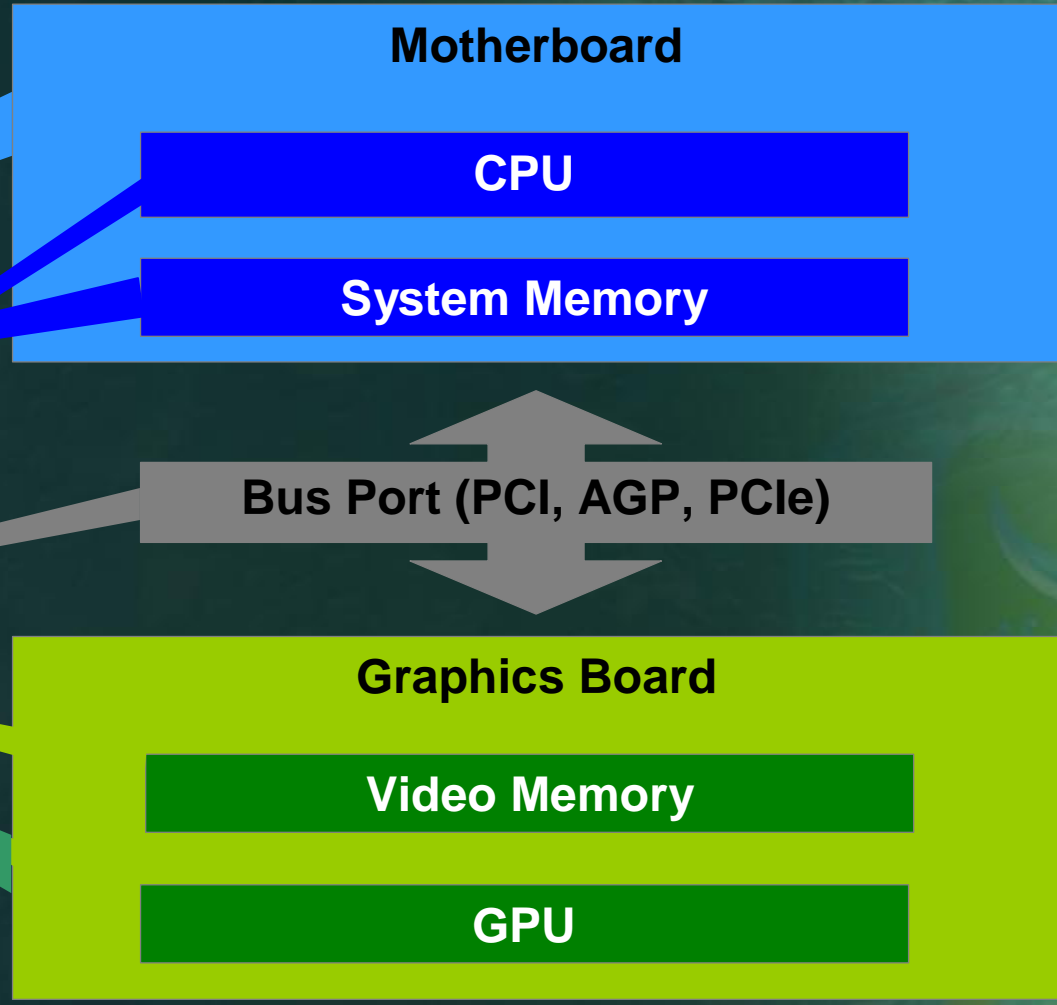 Motherboard
CPU
System Memory
Bus Port (PCI, AGP, PCIe)
Graphics Board
Video Memory
GPU